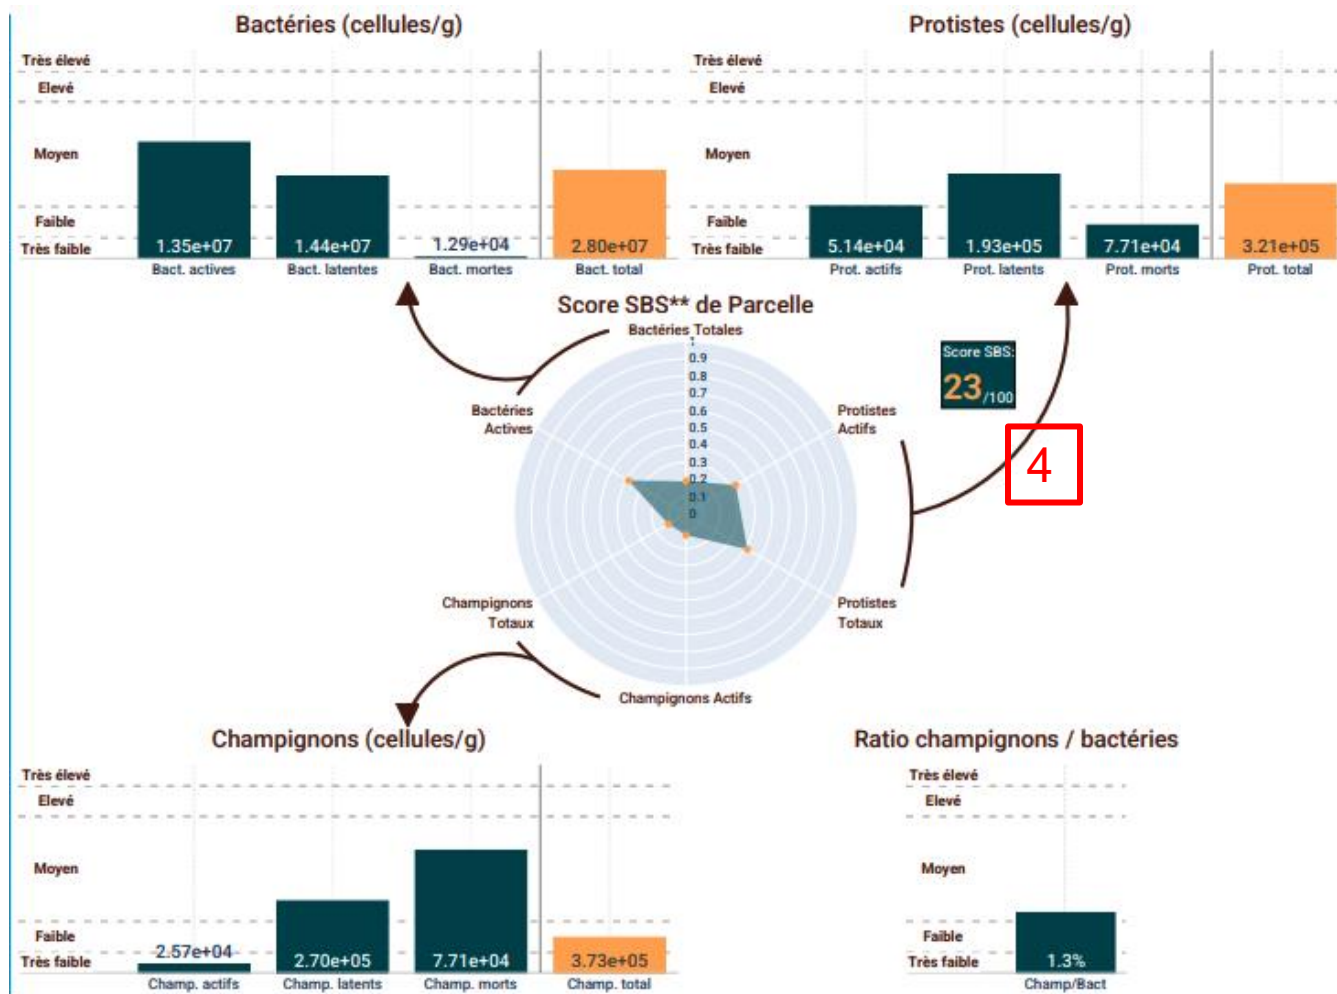 Bactéries (cellules/g)
Très élevé
Elevé
Moyen
Faible
Très faible
1.35e+07
1.44e+07
1.29e+04
2.80e+07
Bact. actives
Bact. latentes
Bact. mortes
Bact. total
Protistes (cellules/g)
Très élevé
Elevé
Moyen
Faible
Très faible
5.14e+04
1.93e+05
7.71e+04
3.21e+05
Prot. actifs
Prot. latents
Prot. morts
Prot. total
Score SBS** de Parcelle
Bactéries Totales
1
0.9
0.8
0.7
0.6
0.5
0.4
0.3
0.2
0.1
0
Bactéries
Actives
Protistes
Actifs
Score SBS:
23/100
4
Champignons
Totaux
Protistes
Totaux
Champignons Actifs
Champignons (cellules/g)
Très élevé
Elevé
Moyen
Faible
Très faible
2.57e+04
2.70e+05
7.71e+04
3.73e+05
Champ. actifs
Champ. latents
Champ. morts
Champ. total
Ratio champignons / bactéries
Très élevé
Elevé
Moyen
Faible
Très faible
1.3%
Champ/Bact